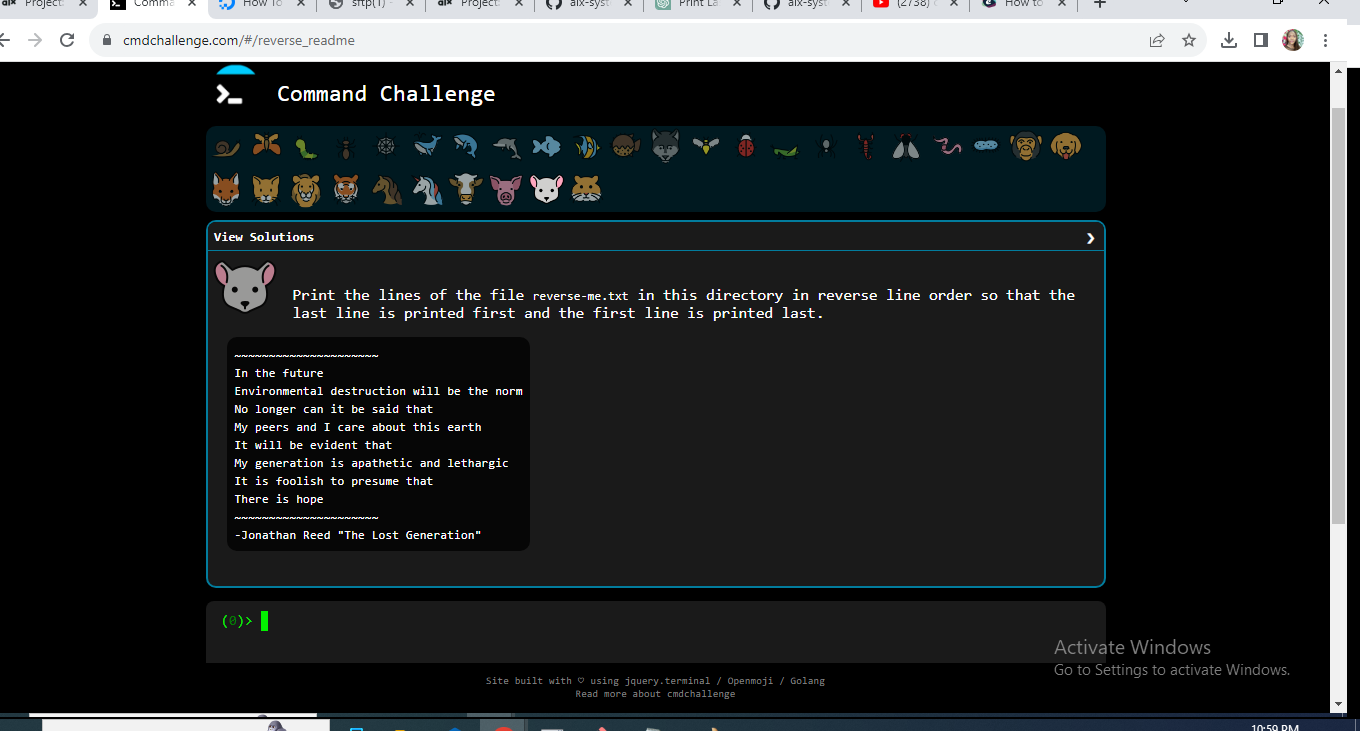 Project:
Comma
How To
sftp(1) -
Project:
aix-syst
Print La
aix-syst
(2738)
How to
cmdchallenge.com/#/reverse_readme
Command Challenge
View Solutions
Print the lines of the file reverse-me.txt in this directory in reverse line order so that the
last line is printed first and the first line is printed last.
~~~~~~~~~~~~~~~~~~~~~
In the future
Environmental destruction will be the norm
No longer can it be said that
My peers and I care about this earth
It will be evident that
My generation is apathetic and lethargic
It is foolish to presume that
There is hope
~~~~~~~~~~~~~~~~~~~~~
-Jonathan Reed "The Lost Generation"
(0)>
Activate Windows
Go to Settings to activate Windows.
Site built with ♡ using jquery.terminal / Openmoji / Golang
Read more about cmdchallenge
10:59 PM